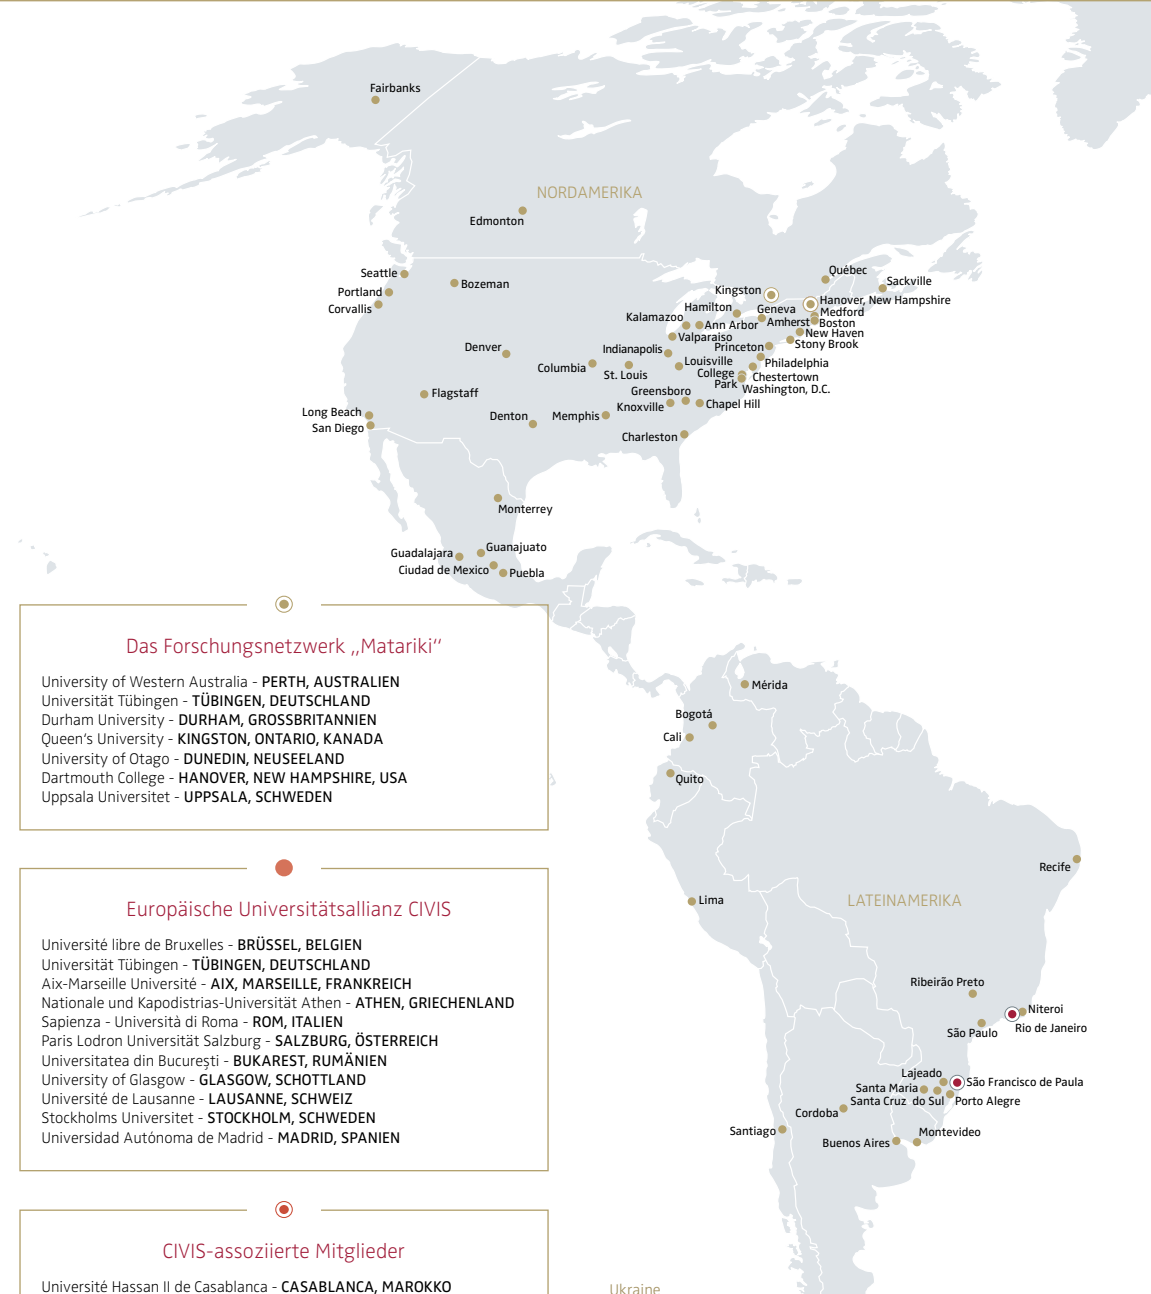 Fairbanks
NORDAMERIKA
Edmonton
Seattle
Bozeman
Portland
Corvallis
Québec
Sackville
Kingston
Hanover, New Hampshire
Hamilton
Geneva
Medford
Kalamazoo
Ann Arbor
Amherst
Boston
New Haven
Valparaiso
Stony Brook
Denver
Indianapolis
Princeton
Columbia
St. Louis
Louisville
Philadelphia
College
Park
Chestertown
Washington, D.C.
Flagstaff
Greensboro
Knoxville
Chapel Hill
Long Beach
San Diego
Denton
Memphis
Charleston
Monterrey
Guadalajara
Guanajuato
Ciudad de Mexico
Puebla
Das Forschungsnetzwerk „Matariki“
University of Western Australia - PERTH, AUSTRALIEN
Universität Tübingen - TÜBINGEN, DEUTSCHLAND
Durham University - DURHAM, GROSSBRITANNIEN
Queen‘s University - KINGSTON, ONTARIO, KANADA
University of Otago - DUNEDIN, NEUSEELAND
Dartmouth College - HANOVER, NEW HAMPSHIRE, USA
Uppsala Universitet - UPPSALA, SCHWEDEN
Mérida
Bogotá
Cali
Quito
Recife
Lima
LATEINAMERIKA
Ribeirão Preto
Niteroi
Rio de Janeiro
São Paulo
Lajeado
São Francisco de Paula
Santa Maria
Santa Cruz do Sul
Porto Alegre
Cordoba
Santiago
Buenos Aires
Montevideo
Europäische Universitätsallianz CIVIS
Université libre de Bruxelles - BRÜSSEL, BELGIEN
Universität Tübingen - TÜBINGEN, DEUTSCHLAND
Aix-Marseille Université - AIX, MARSEILLE, FRANKREICH
Nationale und Kapodistrias-Universität Athen - ATHEN, GRIECHENLAND
Sapienza - Università di Roma - ROM, ITALIEN
Paris Lodron Universität Salzburg - SALZBURG, ÖSTERREICH
Universitatea din Bucureşti - BUKAREST, RUMÄNIEN
University of Glasgow - GLASGOW, SCHOTTLAND
Université de Lausanne - LAUSANNE, SCHWEIZ
Stockholms Universitet - STOCKHOLM, SCHWEDEN
Universidad Autónoma de Madrid - MADRID, SPANIEN
CIVIS-assoziierte Mitglieder
Université Hassan II de Casablanca - CASABLANCA, MAROKKO
Ukraine